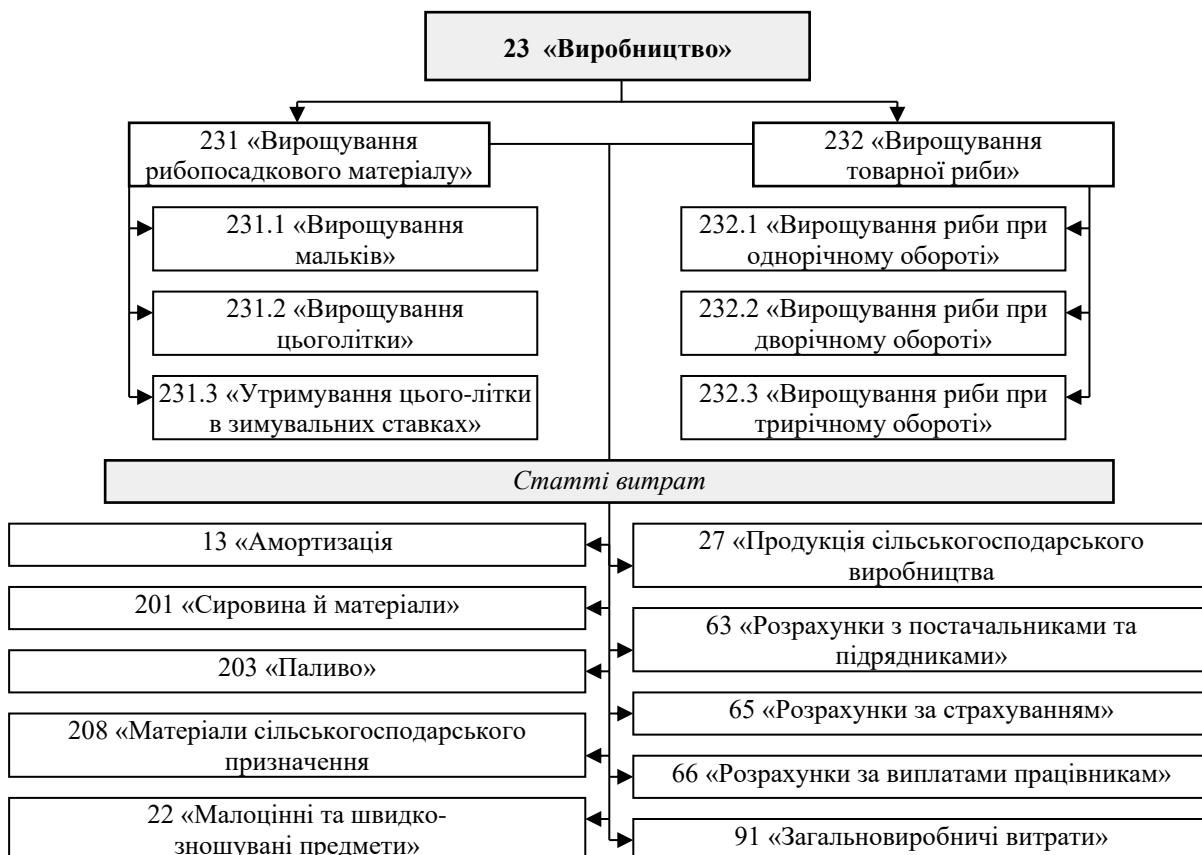 23 «Виробництво»
231 «Вирощування
рибопосадкового матеріалу»
232 «Вирощування
товарної риби»
231.1 «Вирощування
мальків»
231.2 «Вирощування
цьоголітки»
231.3 «Утримування цього-літки
в зимувальних ставках»
232.1 «Вирощування риби при
однорічному обороті»
232.2 «Вирощування риби при
дворічному обороті»
232.3 «Вирощування риби при
трирічному обороті»
Статті витрат
13 «Амортизація
201 «Сировина й матеріали»
203 «Паливо»
208 «Матеріали сільськогосподарського
призначення
22 «Малоцінні та швидко-
зношувані предмети»
27 «Продукція сільськогосподарського
виробництва
63 «Розрахунки з постачальниками та
підрядниками»
65 «Розрахунки за страхуванням»
66 «Розрахунки за виплатами працівникам»
91 «Загальновиробничі витрати»